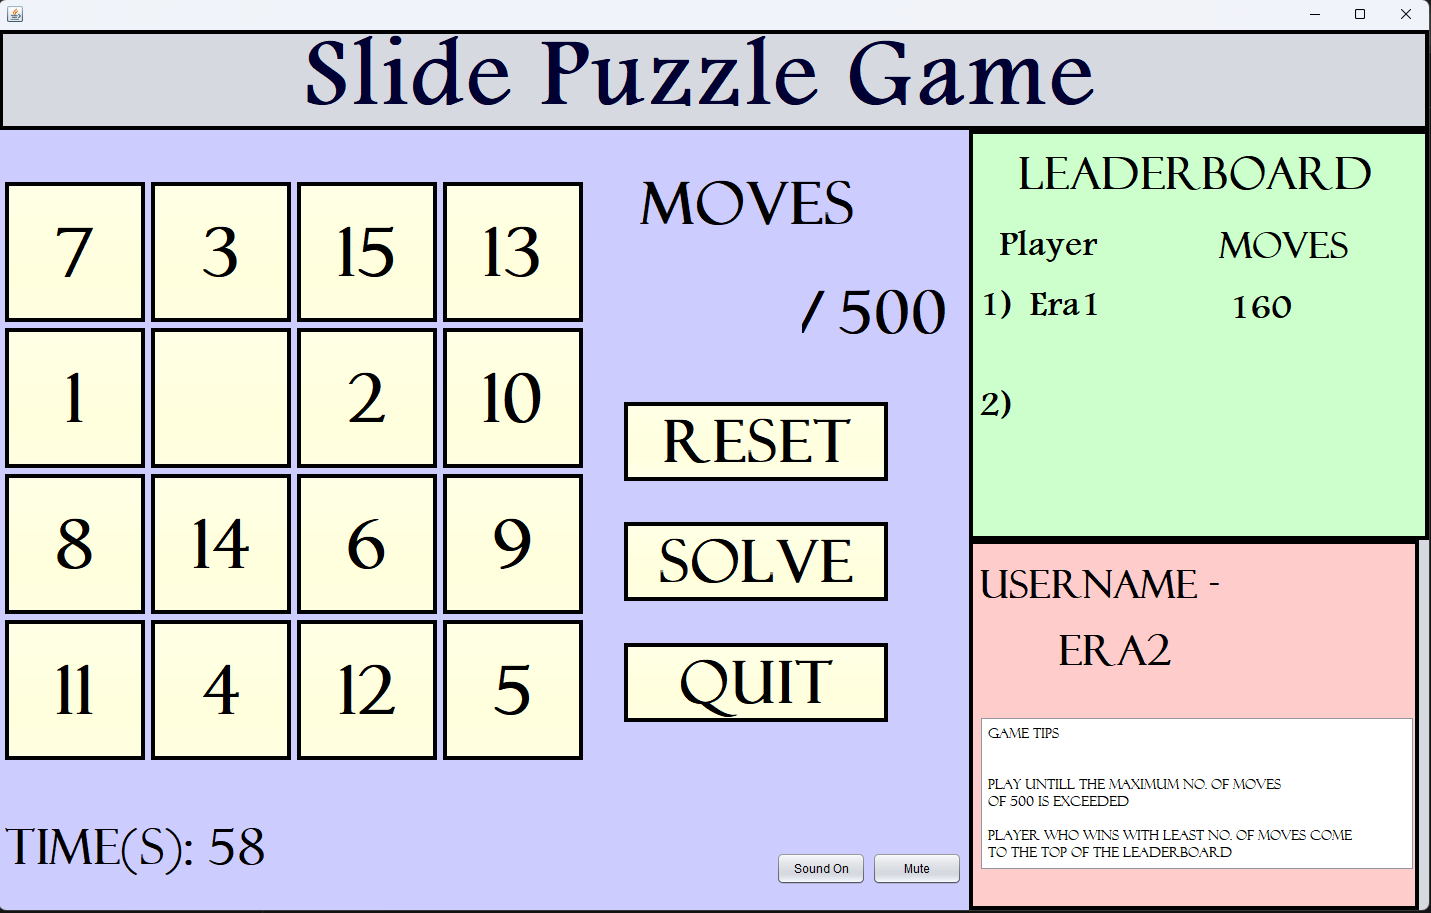 Slide Puzzle Game
7 3 15 13
1 2 10
8 14 6 9
11 4 12 5
TIME(S): 58
MOVES
/ 500
RESET
SOLVE
QUIT
Sound On Mute
LEADERBOARD
Player MOVES
1) Era1 160
2)
USERNAME -
ERA2
GAME TIPS
PLAY UNTILL THE MAXIMUM NO. OF MOVES
OF 500 IS EXCEEDED
PLAYER WHO WINS WITH LEAST NO. OF MOVES COME
TO THE TOP OF THE LEADERBOARD